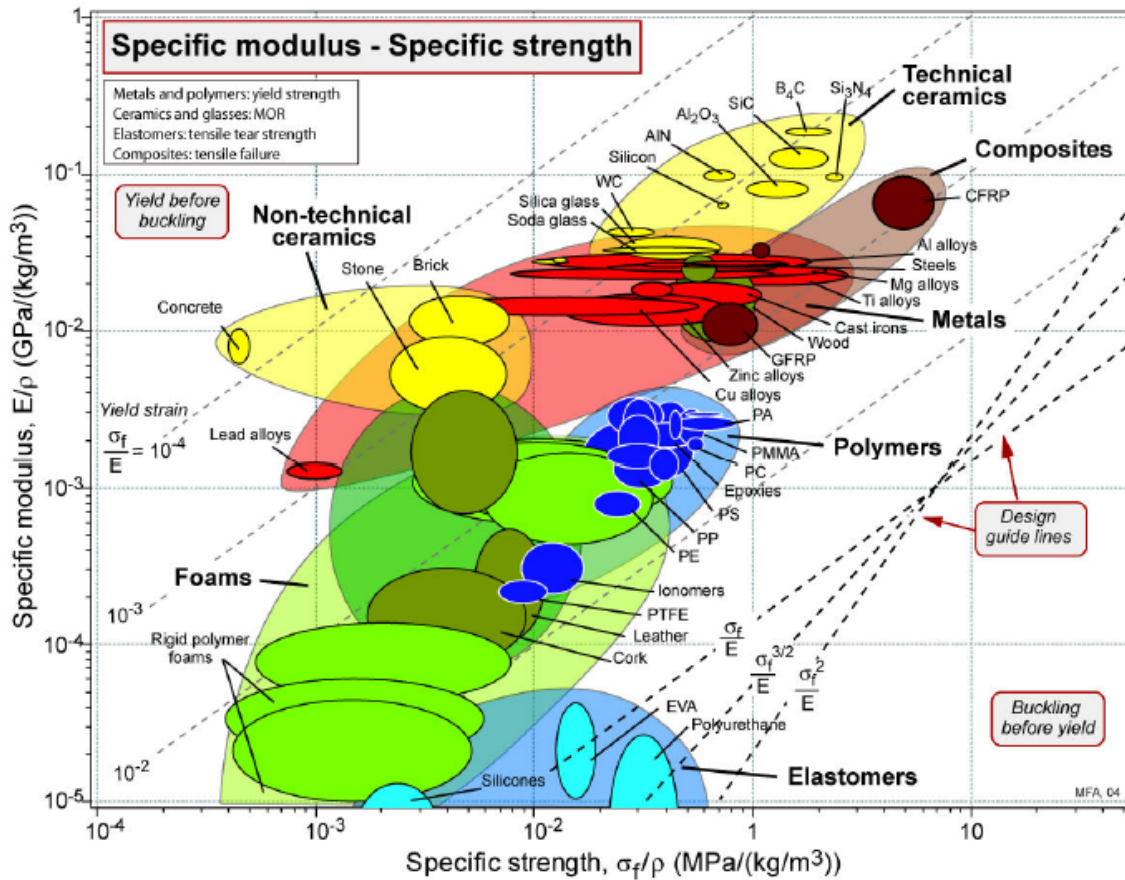 Specific modulus - Specific strength
Metals and polymers: yield strength
Ceramics and glasses: MOR
Elastomers: tensile tear strength
Composites: tensile failure
Yield before
buckling
Technical
ceramics
B₄C
Si₃N₄
SiC
Al₂O₃
AlN
Silicon
WC
Silica glass
Soda glass
Composites
CFRP
Non-technical
ceramics
Stone
Brick
Concrete
Al alloys
Steels
Mg alloys
Ti alloys
Metals
Cast irons
Wood
GFRP
Zinc alloys
Cu alloys
Yield strain
σf/E = 10⁻⁴
Lead alloys
PA
Polymers
PMMA
PC
Epoxies
PS
PP
PE
Design
guide lines
Foams
Ionomers
PTFE
Leather
Cork
10⁻³
Rigid polymer
foams
σf/E
σf³ᐟ²/E
σf²/E
EVA
Polyurethane
Silicones
Elastomers
Buckling
before yield
10⁻²
MFA, 04
1
10⁻¹
10⁻²
10⁻³
10⁻⁴
10⁻⁵
Specific modulus, E/ρ (GPa/(kg/m³))
10⁻⁴
10⁻³
10⁻²
10⁻¹
1
10
Specific strength, σf/ρ (MPa/(kg/m³))